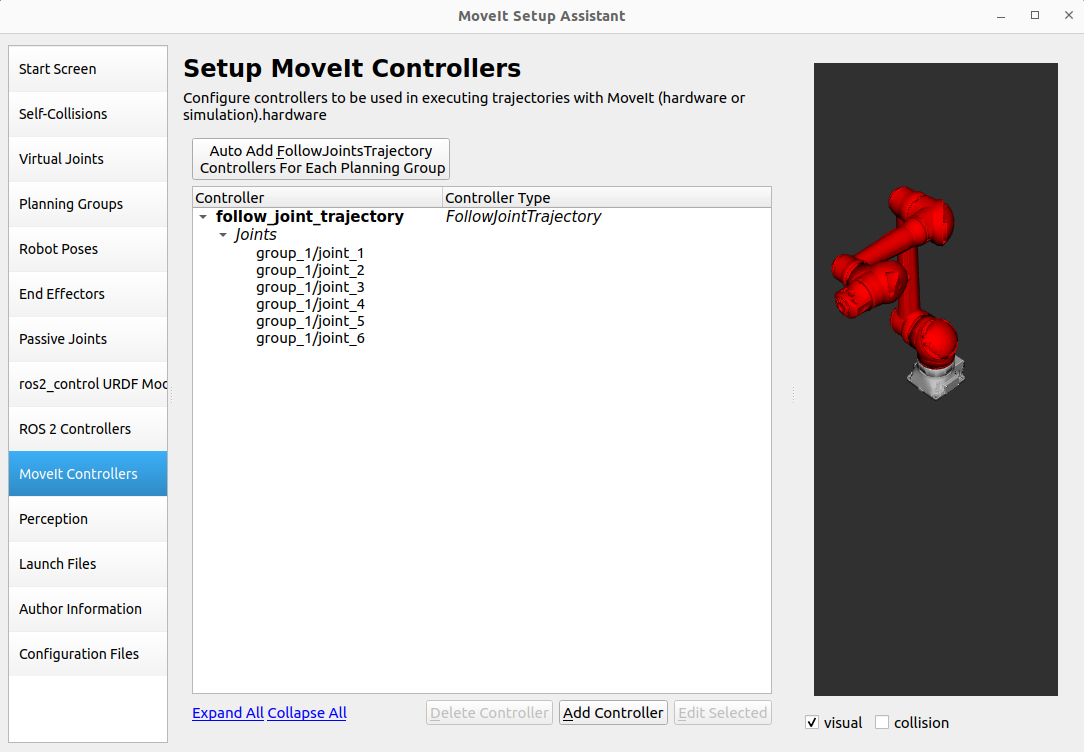 MoveIt Setup Assistant
Start Screen
Self-Collisions
Virtual Joints
Planning Groups
Robot Poses
End Effectors
Passive Joints
ros2_control URDF Moc
ROS 2 Controllers
MoveIt Controllers
Perception
Launch Files
Author Information
Configuration Files
Setup MoveIt Controllers
Configure controllers to be used in executing trajectories with MoveIt (hardware or
simulation).hardware
Auto Add FollowJointsTrajectory
Controllers For Each Planning Group
Controller Controller Type
follow_joint_trajectory FollowJointTrajectory
Joints
group_1/joint_1
group_1/joint_2
group_1/joint_3
group_1/joint_4
group_1/joint_5
group_1/joint_6
Expand All Collapse All Delete Controller Add Controller Edit Selected
visual collision